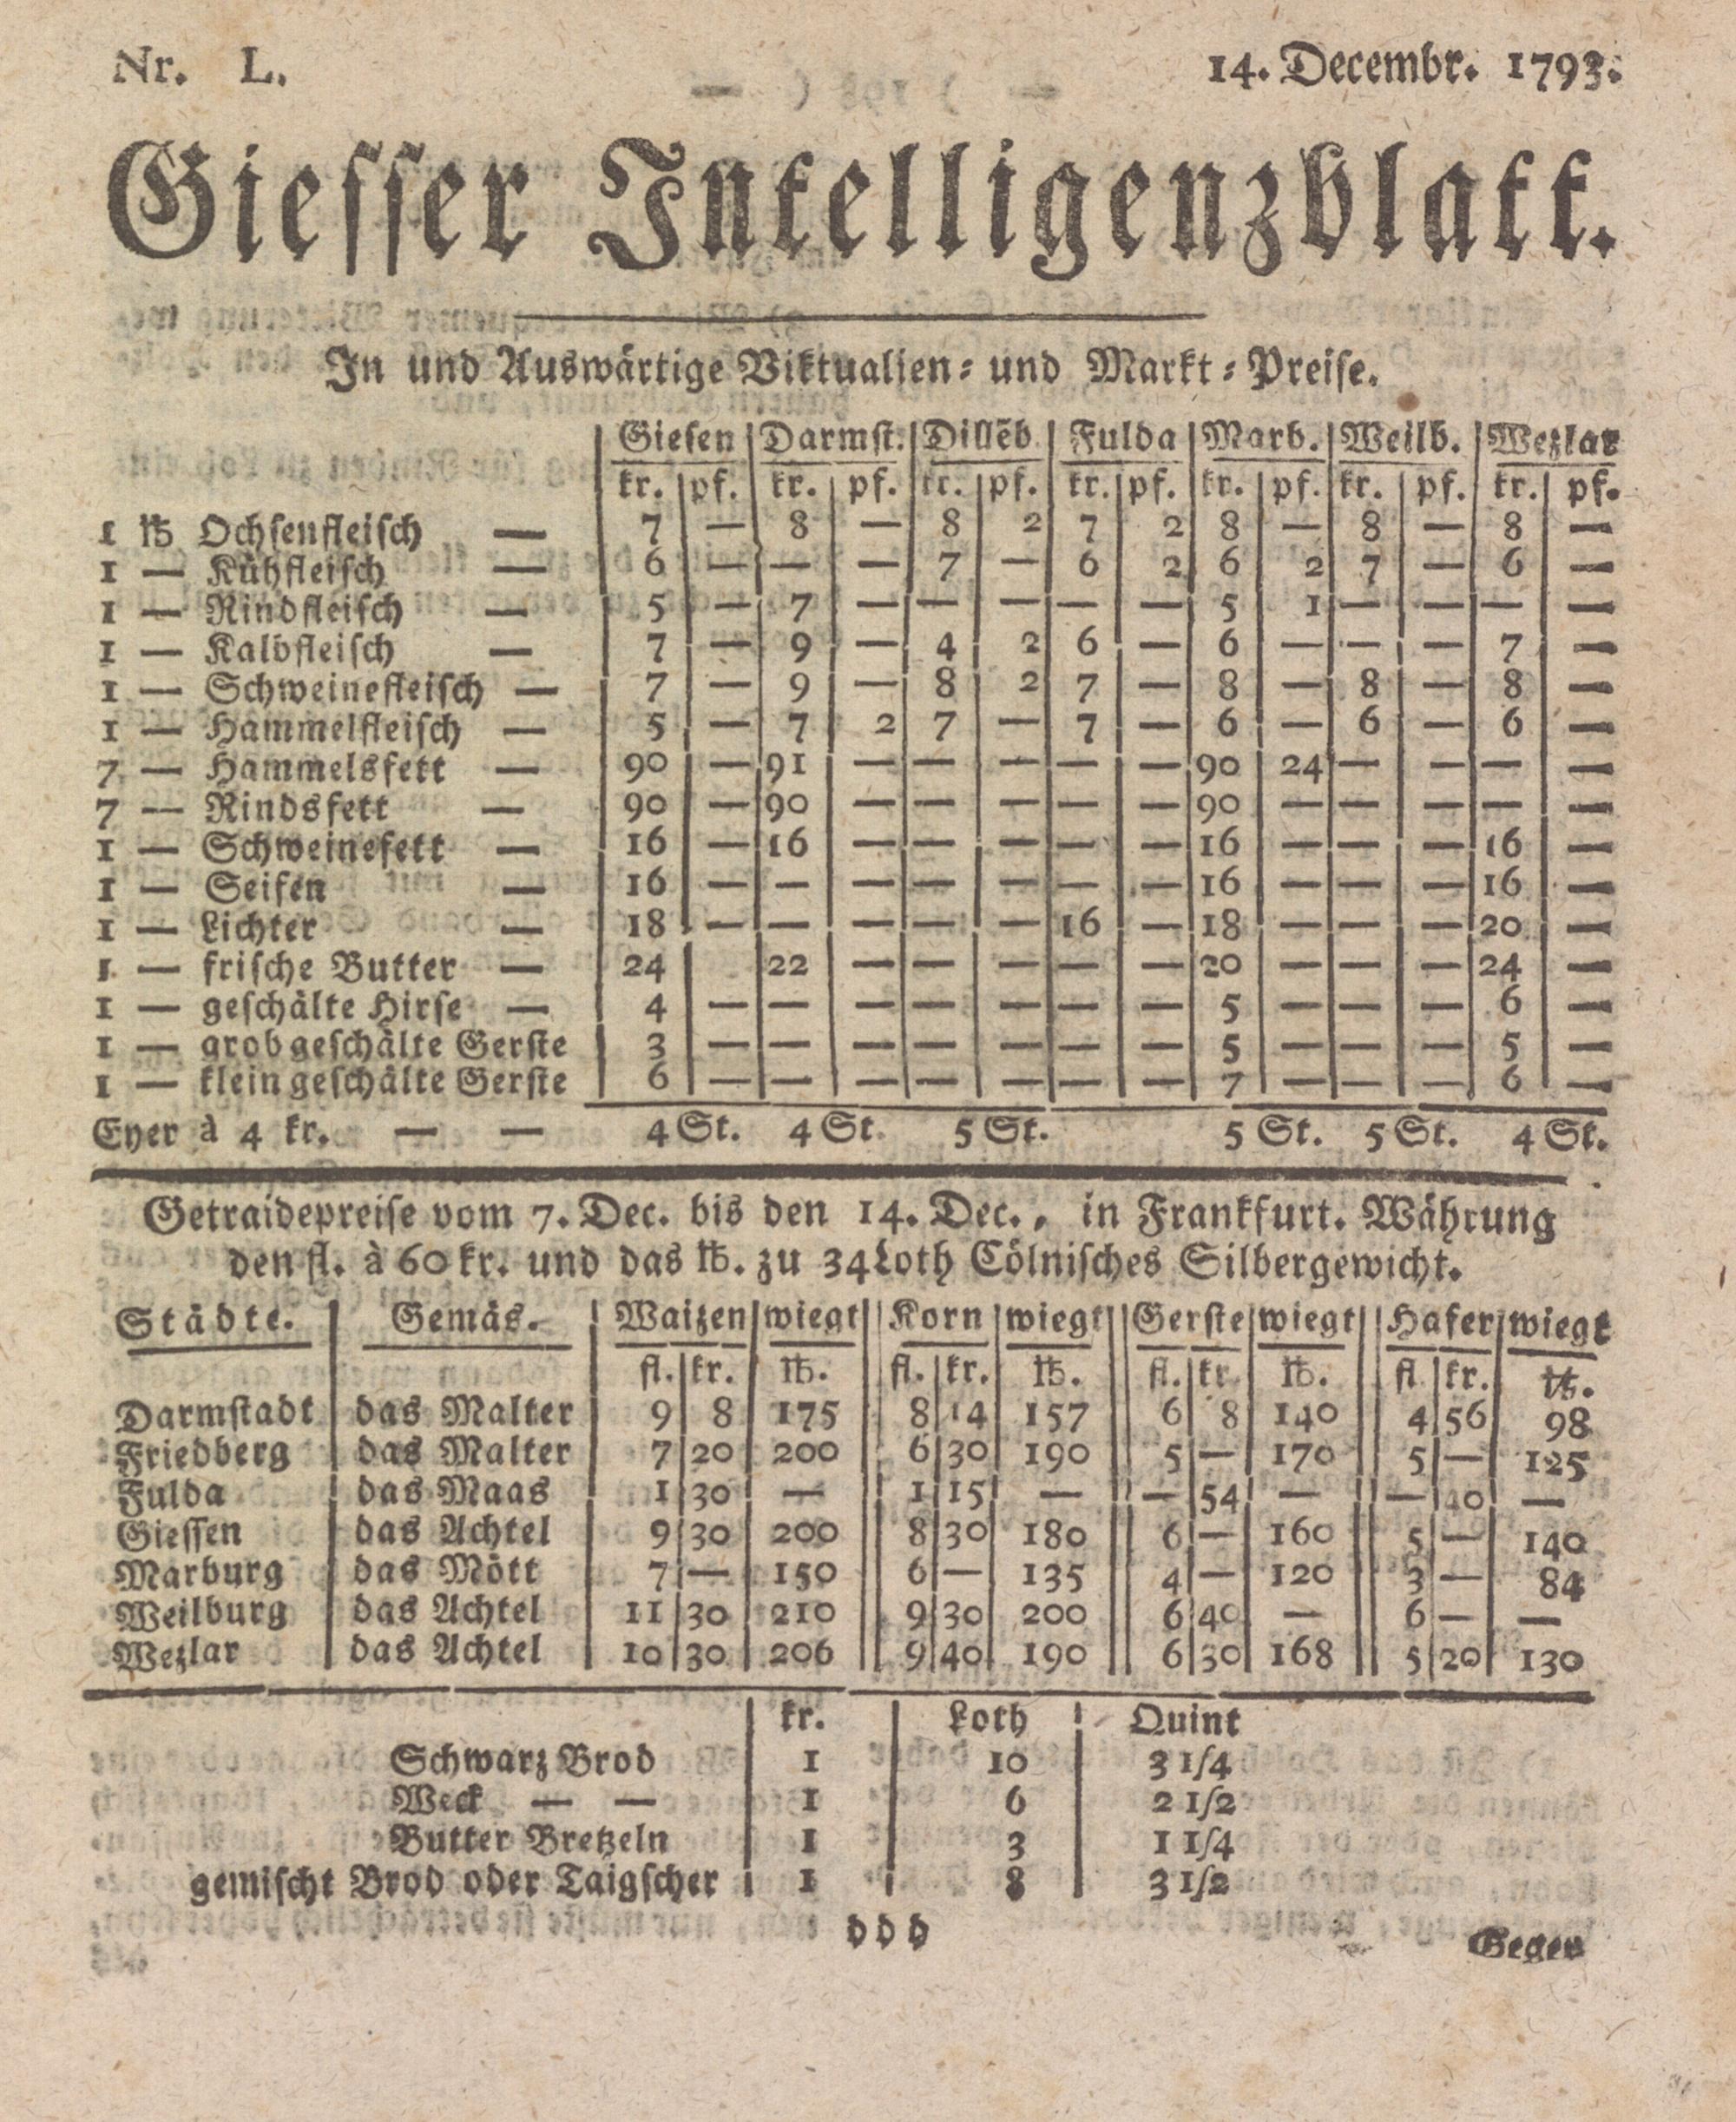 Nr. L. 14. Decembr. 1793.
Giesser Intelligenzblatt.
In und Auswärtige Viktualien- und Markt-Preise.
Giesen Darmst. Dillēb Fulda Marb. Weilb. Wezlar
kr. pf. kr. pf. kr. pf. kr. pf. kr. pf. kr. pf. kr. pf.
1 ℔ Ochsenfleisch — 7 — 8 — 8 2 7 2 8 — 8 — 8 —
1 — Kühfleisch — 6 — — — 7 — 6 2 6 2 7 — 6 —
1 — Rindfleisch — 5 — 7 — — — — — 5 1 — — — —
1 — Kalbfleisch — 7 — 9 — 4 2 6 — 6 — — — 7 —
1 — Schweinefleisch — 7 — 9 — 8 2 7 — 8 — 8 — 8 —
1 — Hammelfleisch — 5 — 7 2 7 — 7 — 6 — 6 — 6 —
7 — Hammelsfett — 90 — 91 — — — — — 90 24 — — — —
7 — Rindsfett — 90 — 90 — — — — — 90 — — — — —
1 — Schweinefett — 16 — 16 — — — — — 16 — — — 16 —
1 — Seifen — 16 — — — — — — — 16 — — — 16 —
1 — Lichter — 18 — — — — — 16 — 18 — — — 20 —
1 — frische Butter — 24 22 — — — — — 20 — — — 24 —
1 — geschälte Hirse — 4 — — — — — — — 5 — — — 6 —
1 — grob geschälte Gerste 3 — — — — — — — 5 — — — 5 —
1 — klein geschälte Gerste 6 — — — — — — — 7 — — — 6 —
Eyer à 4 kr. — — 4 St. 4 St. 5 St. 5 St. 5 St. 4 St.
Getraidepreise vom 7. Dec. bis den 14. Dec., in Frankfurt. Währung
den fl. à 60 kr. und das ℔. zu 34 Loth Cölnisches Silbergewicht.
Städte. Gemäs. Waizen wiegt Korn wiegt Gerste wiegt Hafer wiegt
fl. kr. ℔. fl. kr. ℔. fl. kr ℔. fl kr. ℔.
Darmstadt das Malter 9 8 175 8 14 157 6 8 140 4 56 98
Friedberg das Malter 7 20 200 6 30 190 5 — 170 5 — 125
Fulda das Maas 1 30 — 1 15 — — 54 — — 40 —
Giessen das Achtel 9 30 200 8 30 180 6 — 160 5 — 140
Marburg das Mött 7 — 150 6 — 135 4 — 120 3 — 84
Weilburg das Achtel 11 30 210 9 30 200 6 40 — 6 — —
Wezlar das Achtel 10 30 206 9 40 190 6 30 168 5 20 130
kr. Loth Quint
Schwarz Brod 1 10 3 1/4
Weck — — 1 6 2 1/2
Butter Bretzeln 1 3 1 1/4
gemischt Brod oder Taigscher 1 8 3 1/2
d d d Gegen